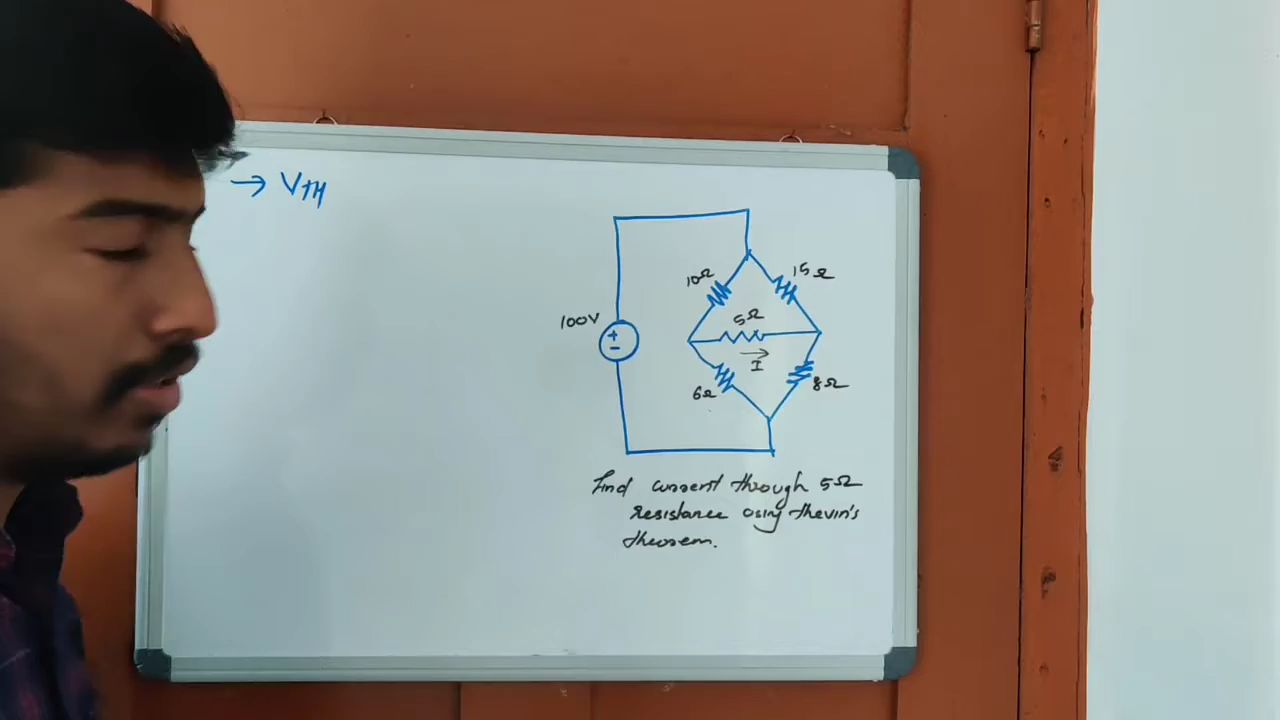 → VTH
10Ω
15Ω
100V
+
-
5Ω
I
6Ω
8Ω
find current through 5Ω
resistance using thevin's
theorem.